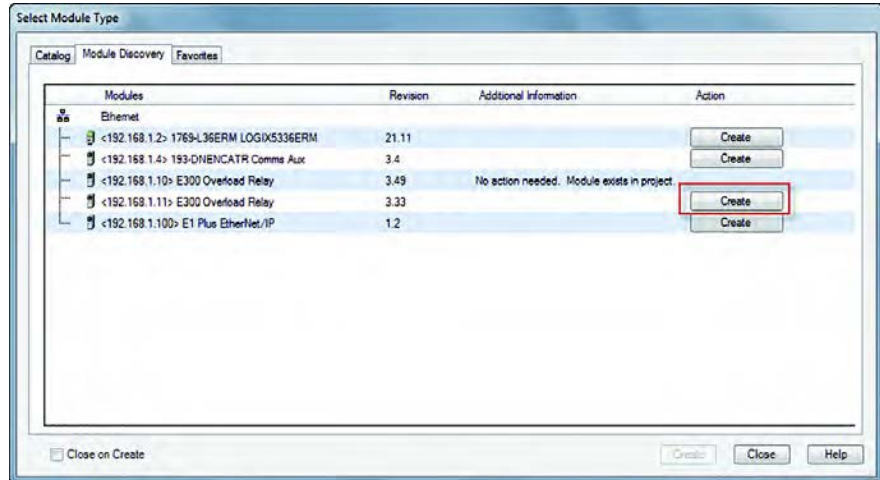 Select Module Type
Catalog Module Discovery Favorites
Modules Revision Additional Information Action
Ethernet
<192.168.1.2> 1769-L36ERM LOGIX5336ERM 21.11 Create
<192.168.1.4> 193-DNENCATR Comms Aux 3.4 Create
<192.168.1.10> E300 Overload Relay 3.49 No action needed. Module exists in project.
<192.168.1.11> E300 Overload Relay 3.33 Create
<192.168.1.100> E1 Plus EtherNet/IP 1.2 Create
Close on Create Create Close Help